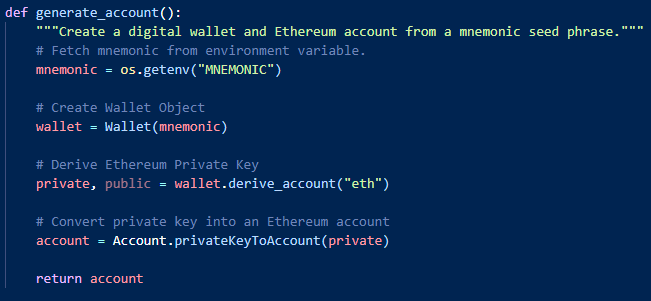 def generate_account():
"""Create a digital wallet and Ethereum account from a mnemonic seed phrase."""
# Fetch mnemonic from environment variable.
mnemonic = os.getenv("MNEMONIC")
# Create Wallet Object
wallet = Wallet(mnemonic)
# Derive Ethereum Private Key
private, public = wallet.derive_account("eth")
# Convert private key into an Ethereum account
account = Account.privateKeyToAccount(private)
return account